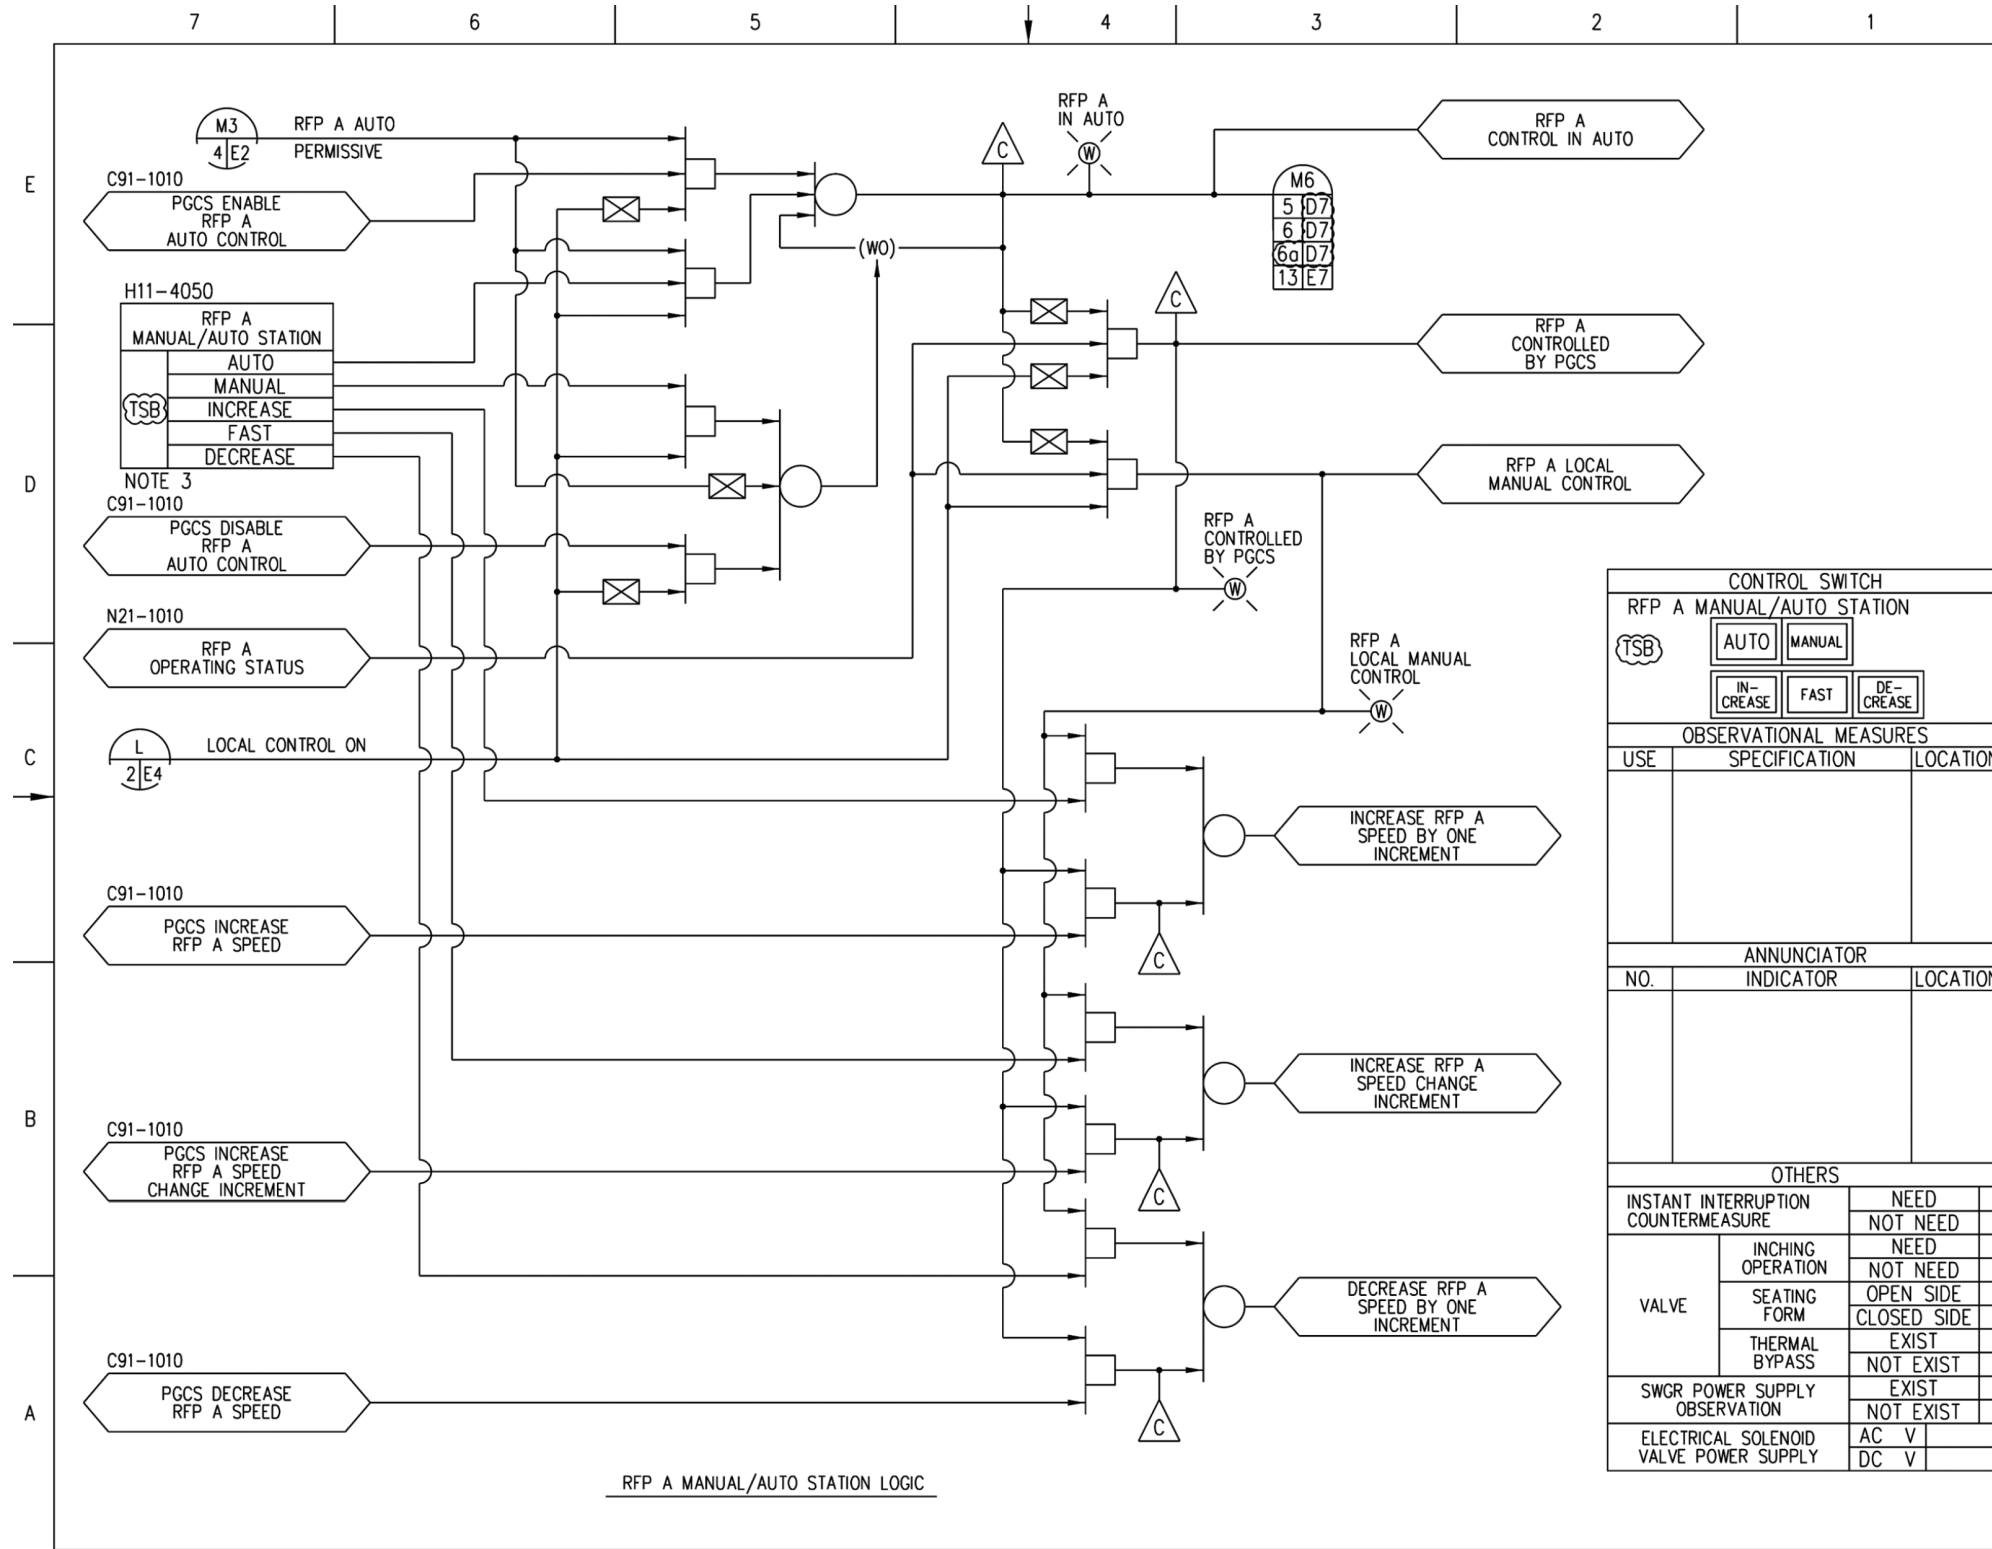 7 6 5 4 3 2 1
E
D
C
B
A
M3
4 E2
RFP A AUTO
PERMISSIVE
C91-1010
PGCS ENABLE
RFP A
AUTO CONTROL
H11-4050
RFP A
MANUAL/AUTO STATION
TSB
AUTO
MANUAL
INCREASE
FAST
DECREASE
NOTE 3
C91-1010
PGCS DISABLE
RFP A
AUTO CONTROL
N21-1010
RFP A
OPERATING STATUS
L
2 E4
LOCAL CONTROL ON
C91-1010
PGCS INCREASE
RFP A SPEED
C91-1010
PGCS INCREASE
RFP A SPEED
CHANGE INCREMENT
C91-1010
PGCS DECREASE
RFP A SPEED
(WO)
C
RFP A
IN AUTO
W
M6
5 D7
6 D7
6a D7
13 E7
RFP A
CONTROL IN AUTO
C
RFP A
CONTROLLED
BY PGCS
RFP A LOCAL
MANUAL CONTROL
RFP A
CONTROLLED
BY PGCS
W
RFP A
LOCAL MANUAL
CONTROL
W
INCREASE RFP A
SPEED BY ONE
INCREMENT
C
INCREASE RFP A
SPEED CHANGE
INCREMENT
C
DECREASE RFP A
SPEED BY ONE
INCREMENT
C
RFP A MANUAL/AUTO STATION LOGIC
CONTROL SWITCH
RFP A MANUAL/AUTO STATION
TSB
AUTO MANUAL
IN-
CREASE
FAST
DE-
CREASE
OBSERVATIONAL MEASURES
USE SPECIFICATION LOCATION
ANNUNCIATOR
NO. INDICATOR LOCATION
OTHERS
INSTANT INTERRUPTION
COUNTERMEASURE
NEED
NOT NEED
VALVE
INCHING
OPERATION
NEED
NOT NEED
SEATING
FORM
OPEN SIDE
CLOSED SIDE
THERMAL
BYPASS
EXIST
NOT EXIST
SWGR POWER SUPPLY
OBSERVATION
EXIST
NOT EXIST
ELECTRICAL SOLENOID
VALVE POWER SUPPLY
AC V
DC V